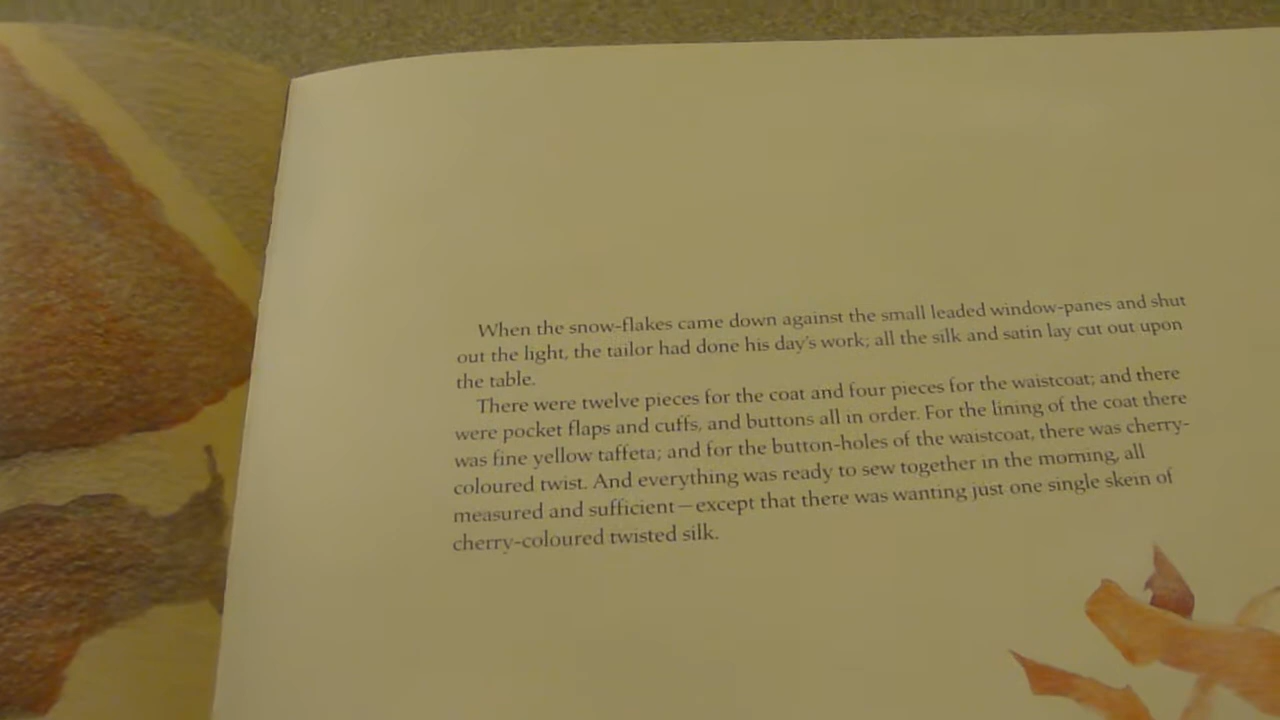 When the snow-flakes came down against the small leaded window-panes and shut
out the light, the tailor had done his day's work; all the silk and satin lay cut out upon
the table.
There were twelve pieces for the coat and four pieces for the waistcoat; and there
were pocket flaps and cuffs, and buttons all in order. For the lining of the coat there
was fine yellow taffeta; and for the button-holes of the waistcoat, there was cherry-
coloured twist. And everything was ready to sew together in the morning, all
measured and sufficient—except that there was wanting just one single skein of
cherry-coloured twisted silk.